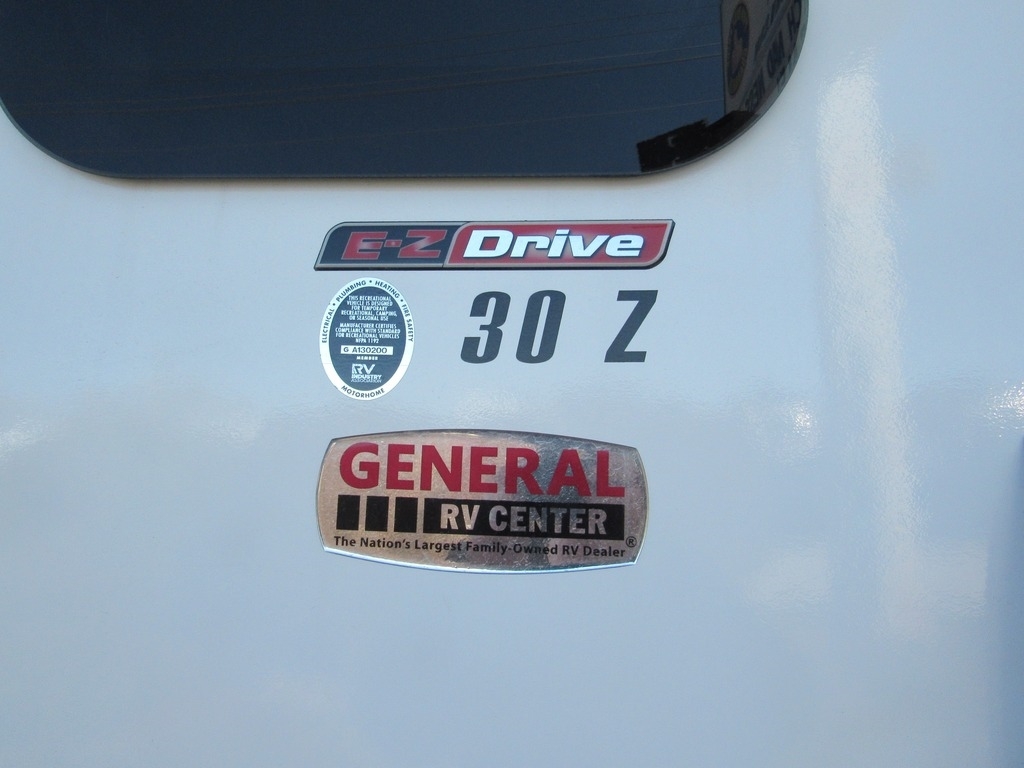 E-Z Drive
30 Z
ELECTRICAL • PLUMBING • HEATING • FIRE SAFETY
THIS RECREATIONAL
VEHICLE IS DESIGNED
FOR TEMPORARY
RECREATIONAL, CAMPING,
OR SEASONAL USE
MANUFACTURER CERTIFIES
COMPLIANCE WITH STANDARD
FOR RECREATIONAL VEHICLES
NFPA 1192
G A130200
MEMBER
RV
INDUSTRY
ASSOCIATION
MOTORHOME
GENERAL
RV CENTER
The Nation's Largest Family-Owned RV Dealer®